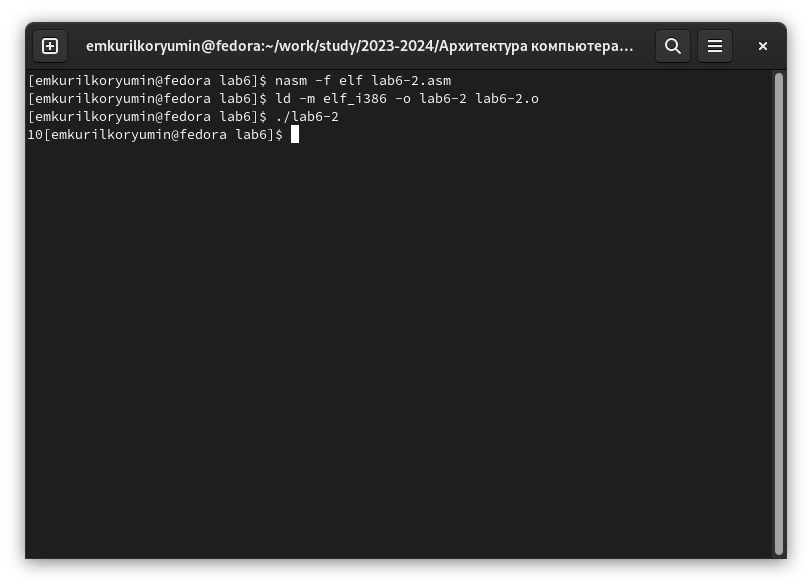 emkurilkoryumin@fedora:~/work/study/2023-2024/Архитектура компьютера...
[emkurilkoryumin@fedora lab6]$ nasm -f elf lab6-2.asm
[emkurilkoryumin@fedora lab6]$ ld -m elf_i386 -o lab6-2 lab6-2.o
[emkurilkoryumin@fedora lab6]$ ./lab6-2
10[emkurilkoryumin@fedora lab6]$